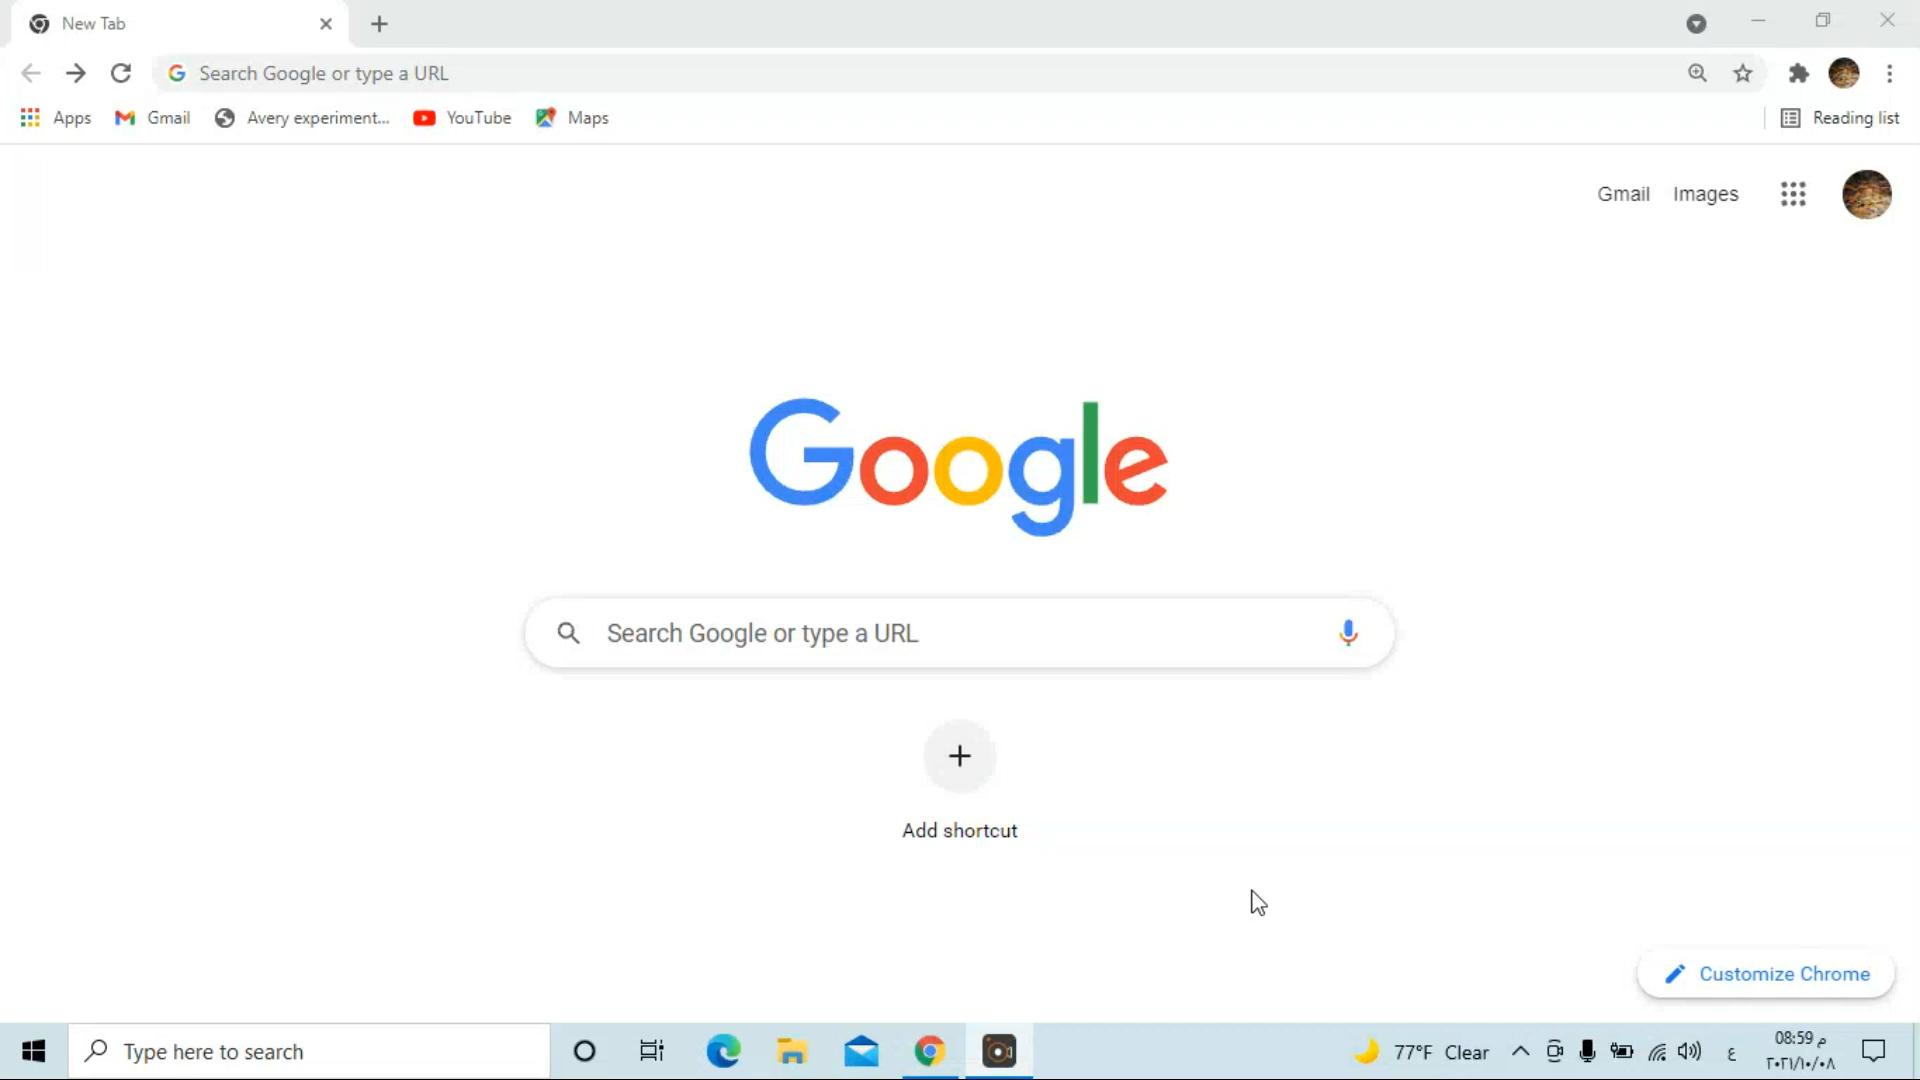 New Tab
Search Google or type a URL
Apps
Gmail
Avery experiment...
YouTube
Maps
Reading list
Gmail
Images
Google
Search Google or type a URL
Add shortcut
Customize Chrome
Type here to search
77°F Clear
ع
08:59 م
٢٠٢١/١٠/٠٨